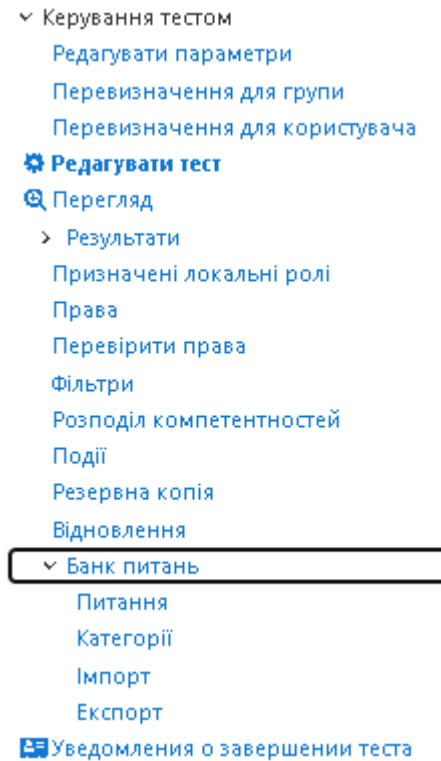 Керування тестом
Редагувати параметри
Перевизначення для групи
Перевизначення для користувача
Редагувати тест
Перегляд
Результати
Призначені локальні ролі
Права
Перевірити права
Фільтри
Розподіл компетентностей
Події
Резервна копія
Відновлення
Банк питань
Питання
Категорії
Імпорт
Експорт
Уведомления о завершении теста